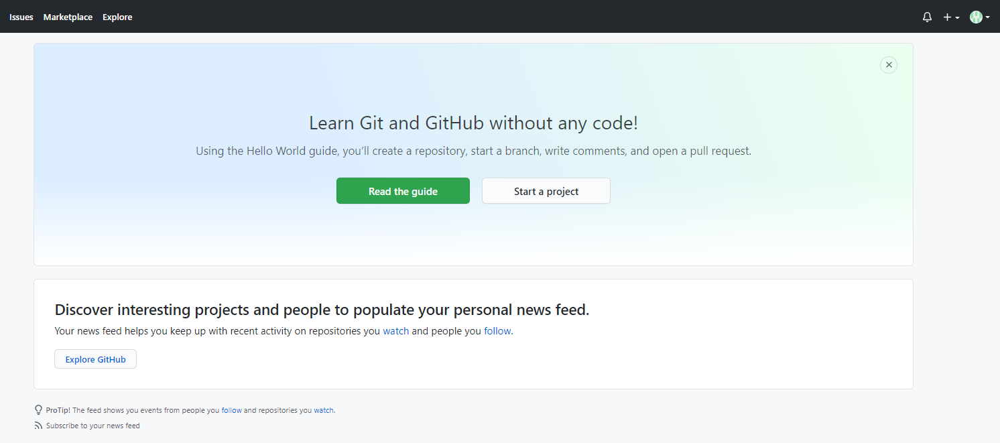 Issues Marketplace Explore
Learn Git and GitHub without any code!
Using the Hello World guide, you’ll create a repository, start a branch, write comments, and open a pull request.
Read the guide Start a project
Discover interesting projects and people to populate your personal news feed.
Your news feed helps you keep up with recent activity on repositories you watch and people you follow.
Explore GitHub
ProTip! The feed shows you events from people you follow and repositories you watch.
Subscribe to your news feed